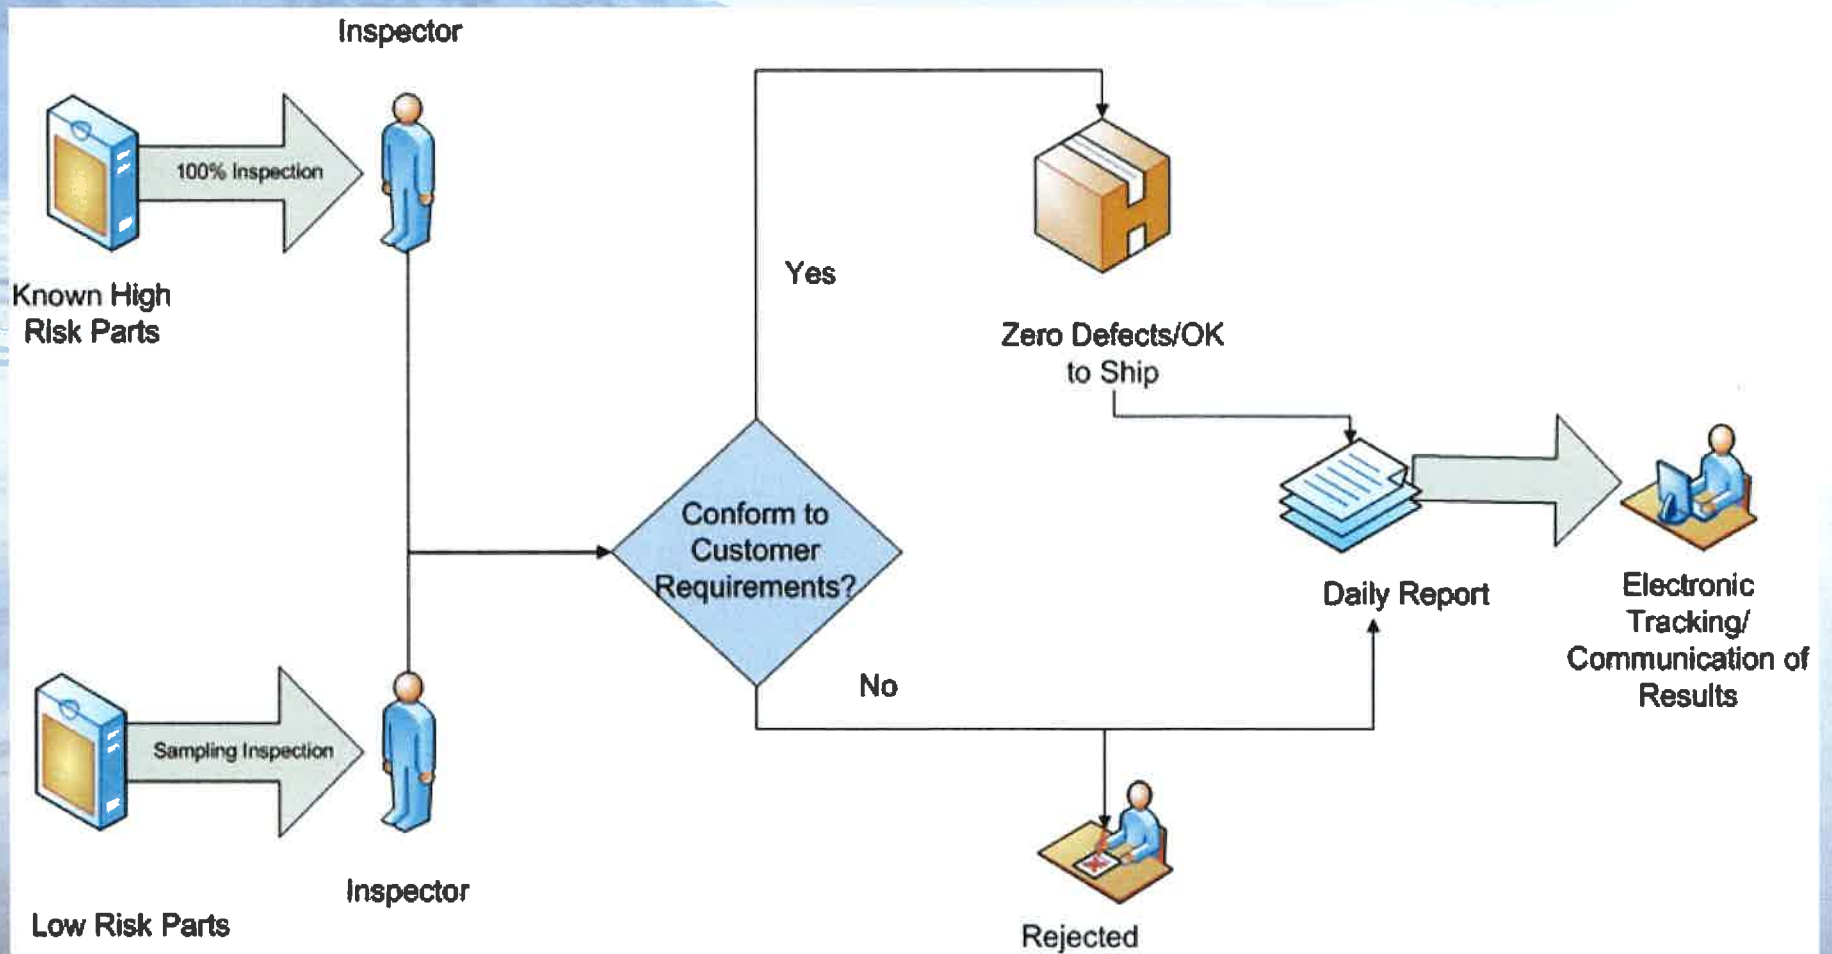 Inspector
100% Inspection
Known High
Risk Parts
Yes
Zero Defects/OK
to Ship
Conform to
Customer
Requirements?
Daily Report
Electronic
Tracking/
Communication of
Results
No
Sampling Inspection
Inspector
Low Risk Parts
Rejected